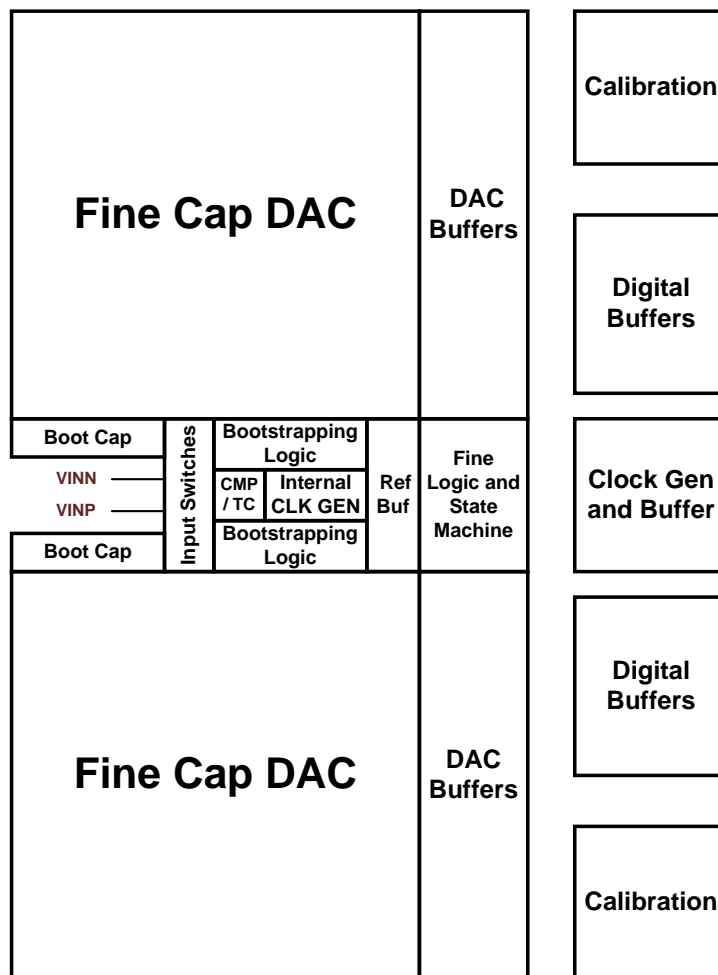 Fine Cap DAC
DAC
Buffers
Calibration
Digital
Buffers
Boot Cap
VINN
VINP
Boot Cap
Input Switches
Bootstrapping
Logic
CMP
/ TC
Internal
CLK GEN
Bootstrapping
Logic
Ref
Buf
Fine
Logic and
State
Machine
Clock Gen
and Buffer
Fine Cap DAC
DAC
Buffers
Digital
Buffers
Calibration